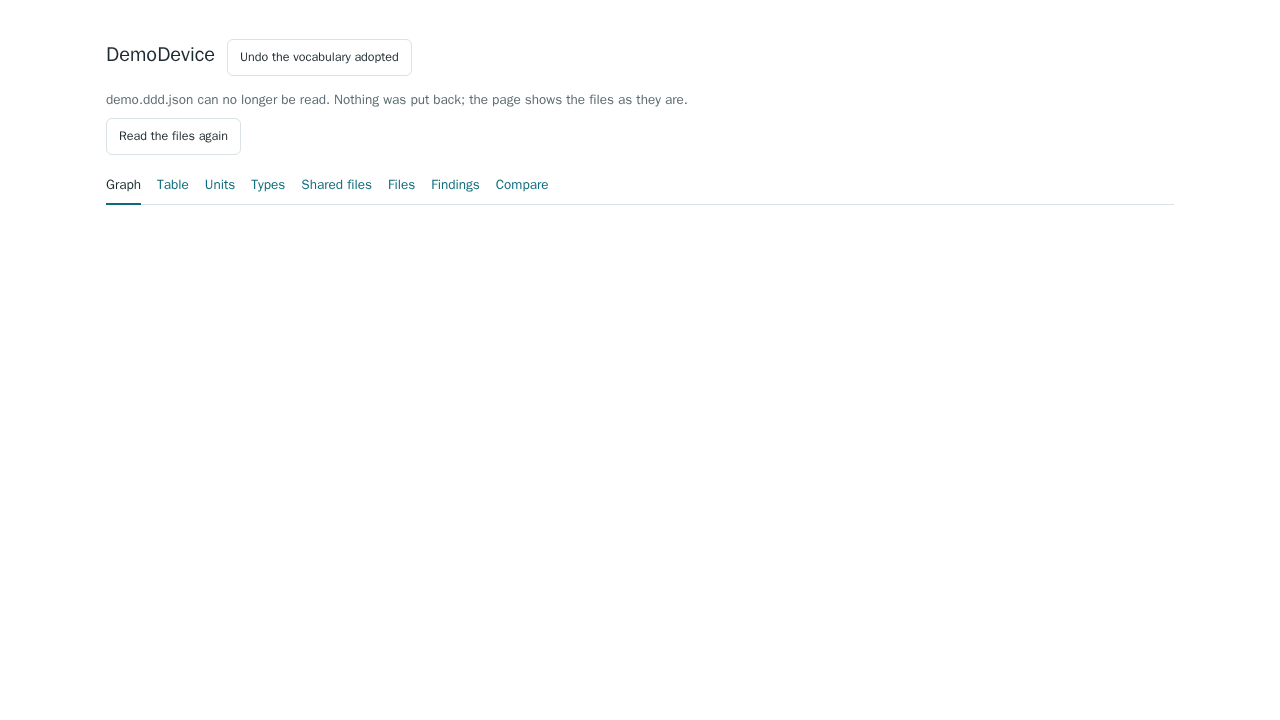 DemoDevice
Undo the vocabulary adopted
demo.ddd.json can no longer be read. Nothing was put back; the page shows the files as they are.
Read the files again
Graph Table Units Types Shared files Files Findings Compare